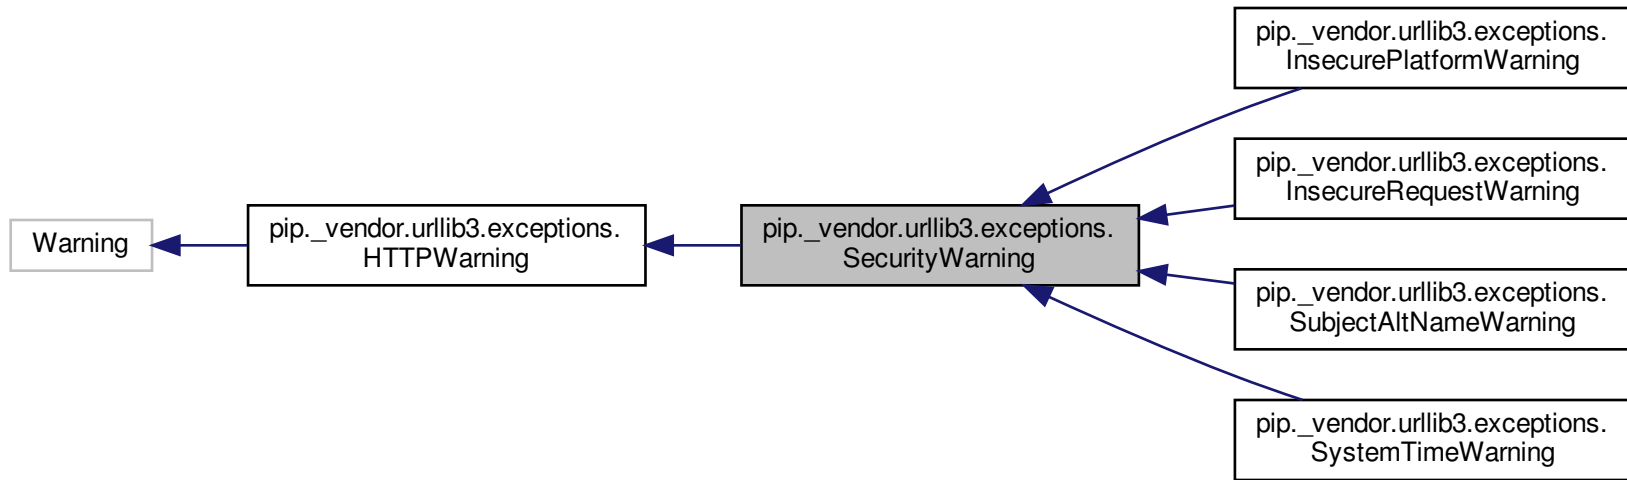 Warning
pip._vendor.urllib3.exceptions.
HTTPWarning
pip._vendor.urllib3.exceptions.
SecurityWarning
pip._vendor.urllib3.exceptions.
InsecurePlatformWarning
pip._vendor.urllib3.exceptions.
InsecureRequestWarning
pip._vendor.urllib3.exceptions.
SubjectAltNameWarning
pip._vendor.urllib3.exceptions.
SystemTimeWarning